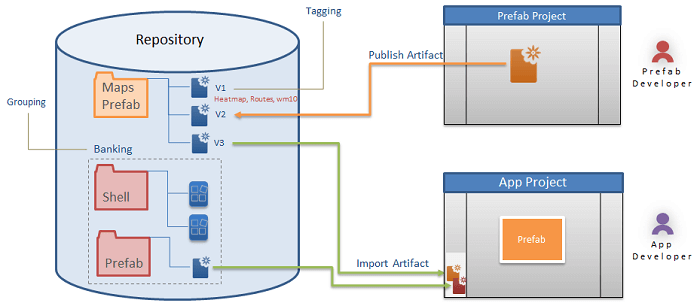 Tagging
Prefab Project
Repository
Publish Artifact
Maps
Prefab
V1
Heatmap, Routes, wm10
V2
Prefab
Developer
Grouping
V3
Banking
Shell
App Project
Prefab
App
Developer
Prefab
Import Artifact